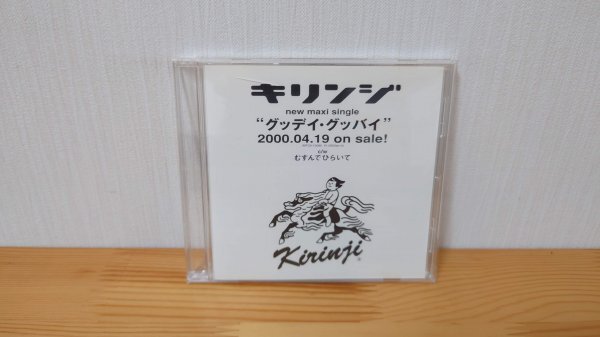 キリンジ
new maxi single
“グッデイ・グッバイ”
2000.04.19 on sale!
c/w
むすんでひらいて
Kirinji